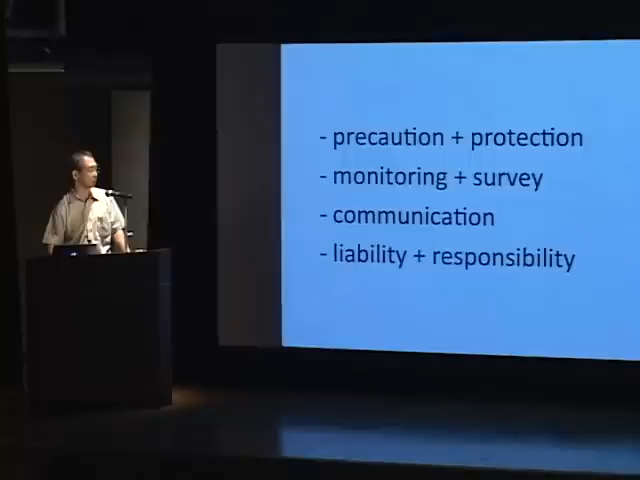 - precaution + protection
- monitoring + survey
- communication
- liability + responsibility